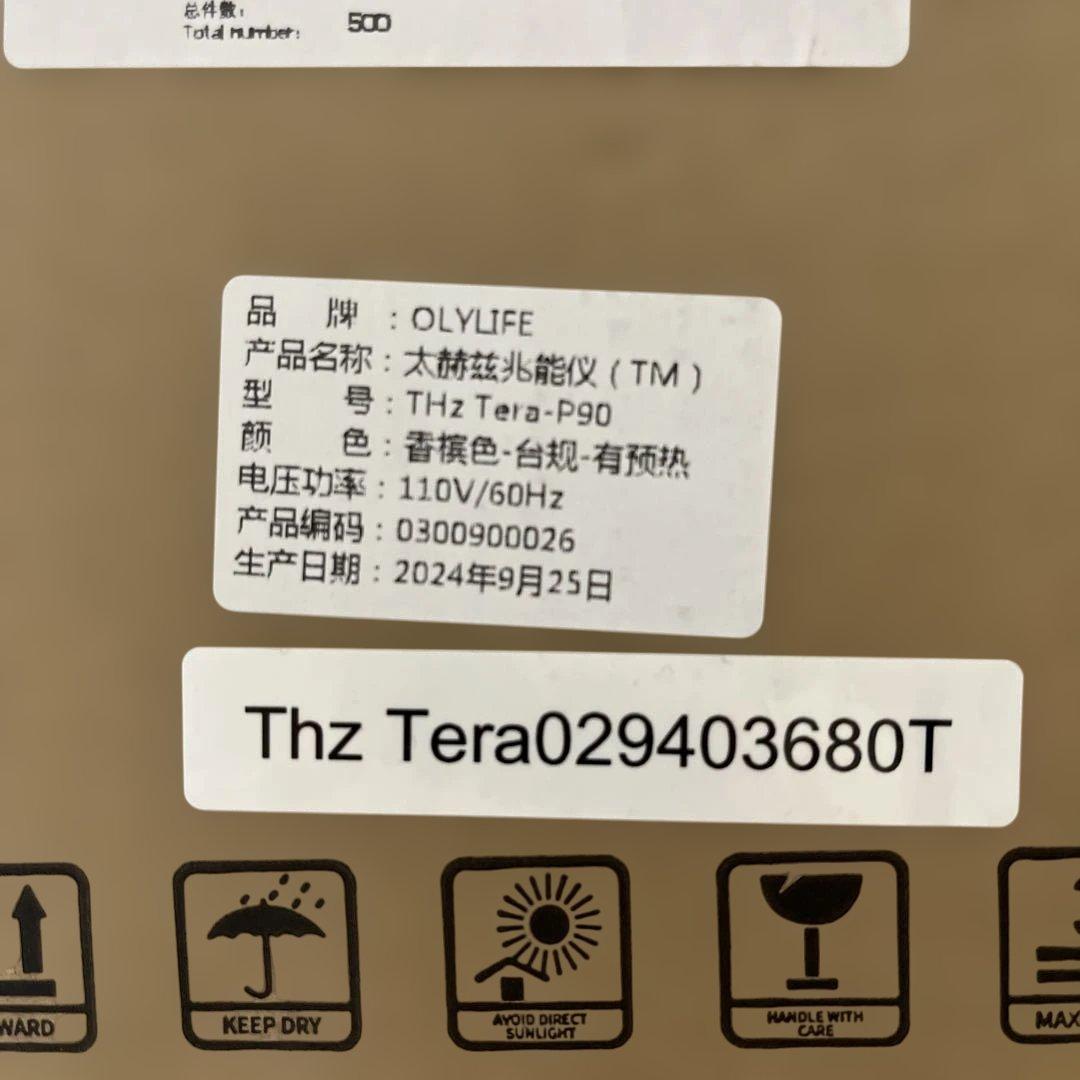 总件数:
Total number: 500
品 牌 : OLYLIFE
产品名称 : 太赫兹兆能仪 ( TM )
型 号 : THz Tera-P90
颜 色 : 香槟色-台规-有预热
电压功率 : 110V/60Hz
产品编码 : 0300900026
生产日期 : 2024年9月25日
Thz Tera029403680T
WARD
KEEP DRY
AVOID DIRECT
SUNLIGHT
HANDLE WITH
CARE
MAX